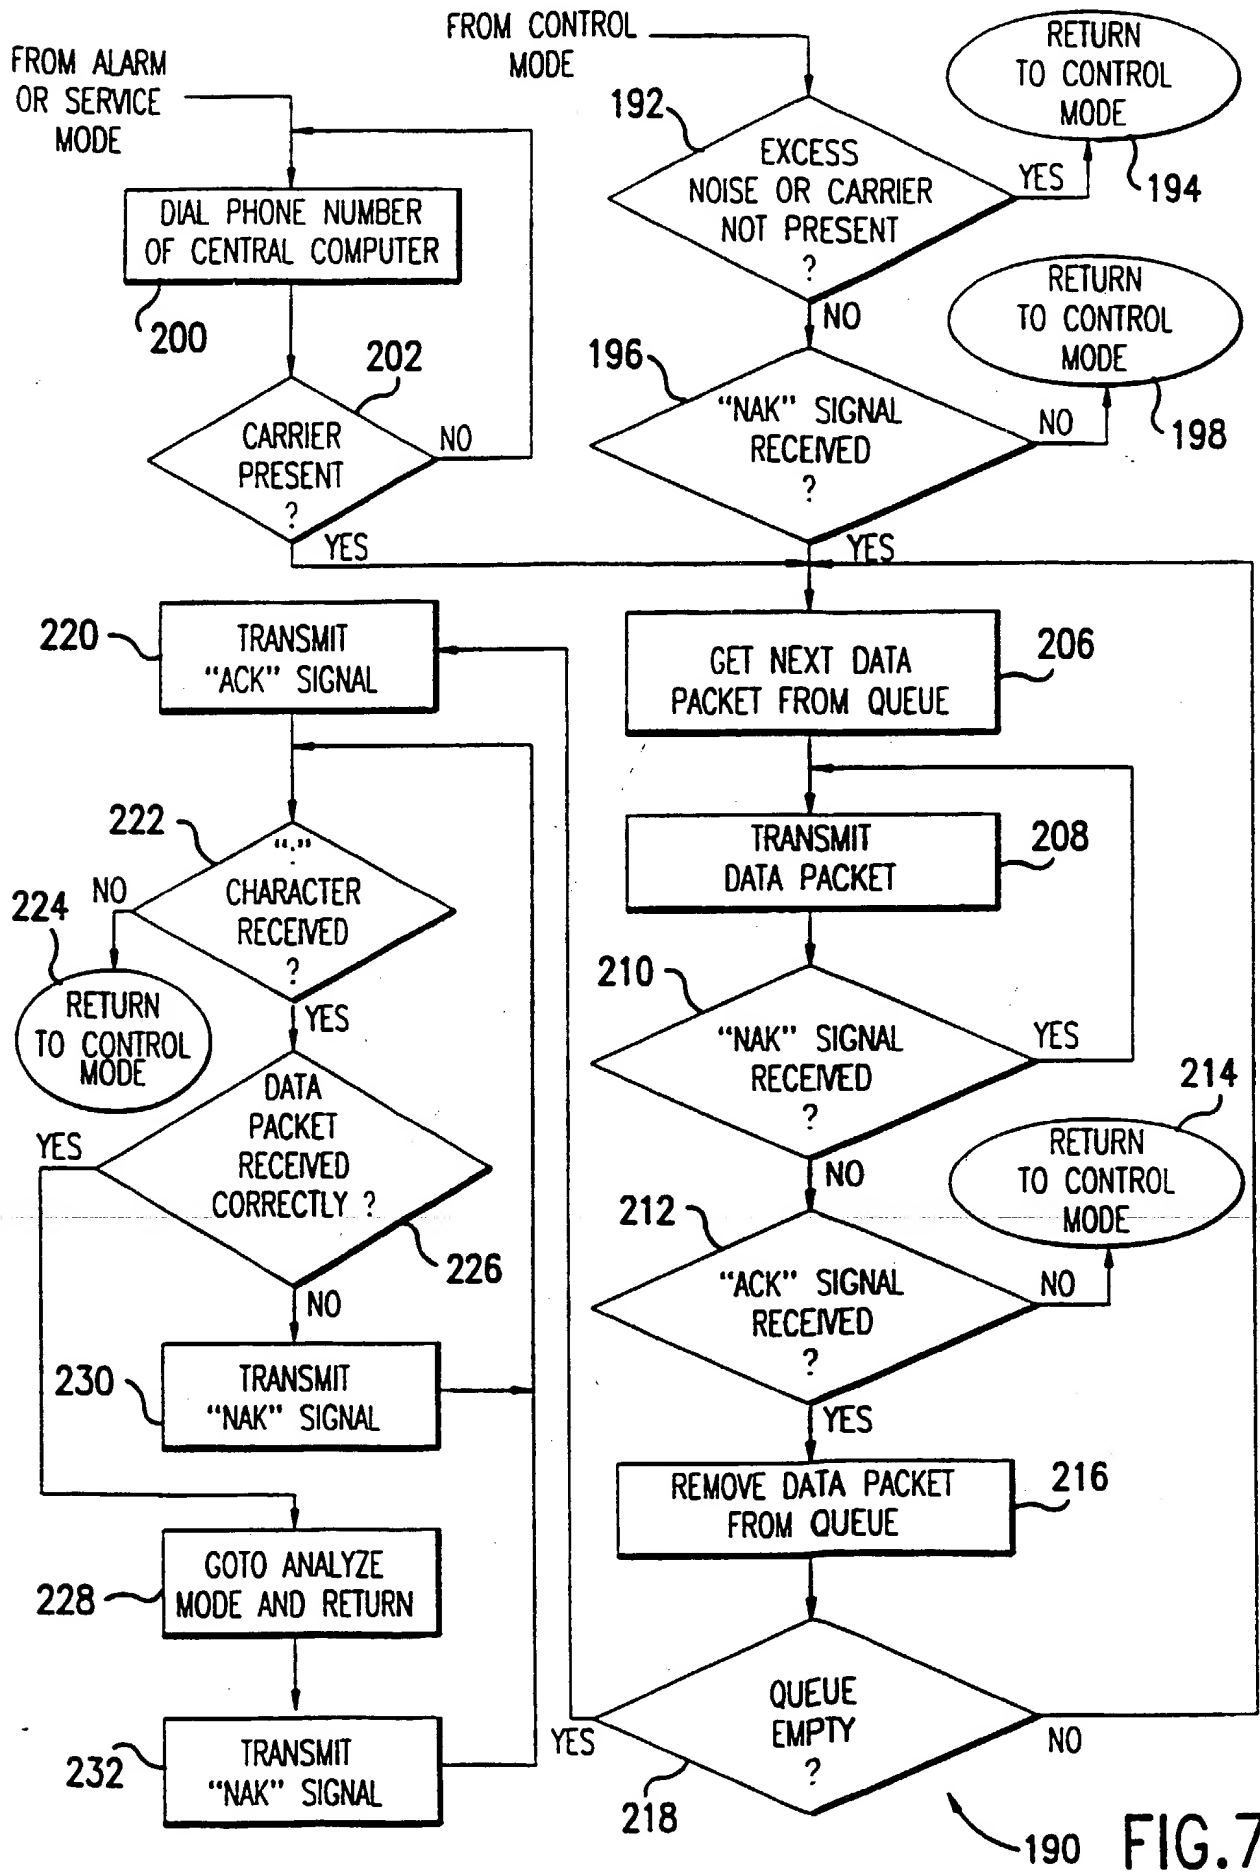 FROM ALARM
OR SERVICE
MODE
FROM CONTROL
MODE
RETURN
TO CONTROL
MODE
194
192
EXCESS
NOISE OR CARRIER
NOT PRESENT
?
YES
NO
DIAL PHONE NUMBER
OF CENTRAL COMPUTER
200
202
CARRIER
PRESENT
?
NO
YES
196
"NAK" SIGNAL
RECEIVED
?
NO
YES
RETURN
TO CONTROL
MODE
198
220
TRANSMIT
"ACK" SIGNAL
GET NEXT DATA
PACKET FROM QUEUE
206
222
":"
CHARACTER
RECEIVED
?
NO
YES
224
RETURN
TO CONTROL
MODE
TRANSMIT
DATA PACKET
208
210
"NAK" SIGNAL
RECEIVED
?
YES
NO
DATA
PACKET
RECEIVED
CORRECTLY ?
YES
226
NO
212
"ACK" SIGNAL
RECEIVED
?
NO
YES
214
RETURN
TO CONTROL
MODE
230
TRANSMIT
"NAK" SIGNAL
REMOVE DATA PACKET
FROM QUEUE
216
228
GOTO ANALYZE
MODE AND RETURN
232
TRANSMIT
"NAK" SIGNAL
QUEUE
EMPTY
?
YES
NO
218
190
FIG.7